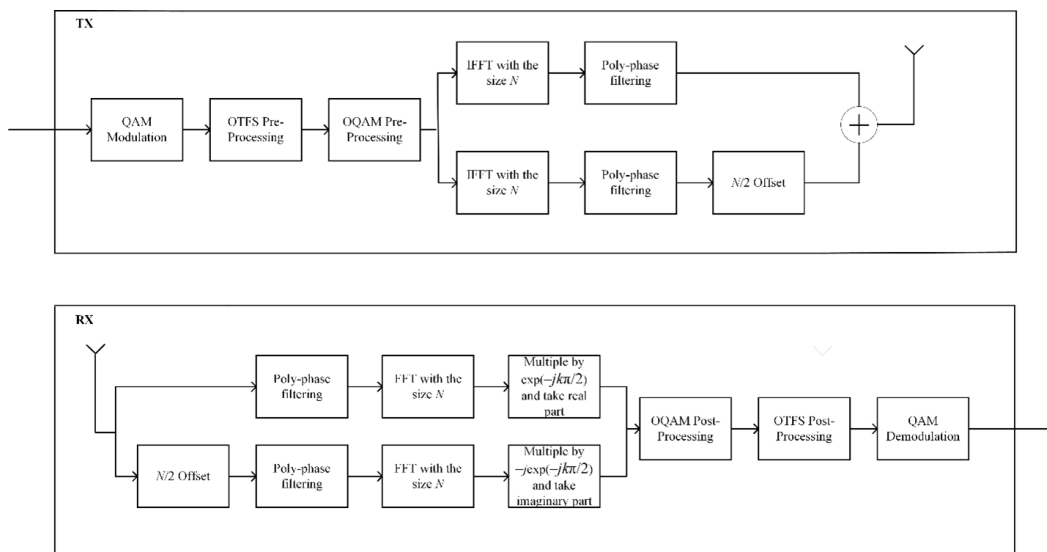 TX
IFFT with the
size N
Poly-phase
filtering
QAM
Modulation
OTFS Pre-
Processing
OQAM Pre-
Processing
+
IFFT with the
size N
Poly-phase
filtering
N/2 Offset
RX
Poly-phase
filtering
FFT with the
size N
Multiple by
exp(−jkπ/2)
and take real
part
OQAM Post-
Processing
OTFS Post-
Processing
QAM
Demodulation
N/2 Offset
Poly-phase
filtering
FFT with the
size N
Multiple by
−jexp(−jkπ/2)
and take
imaginary part